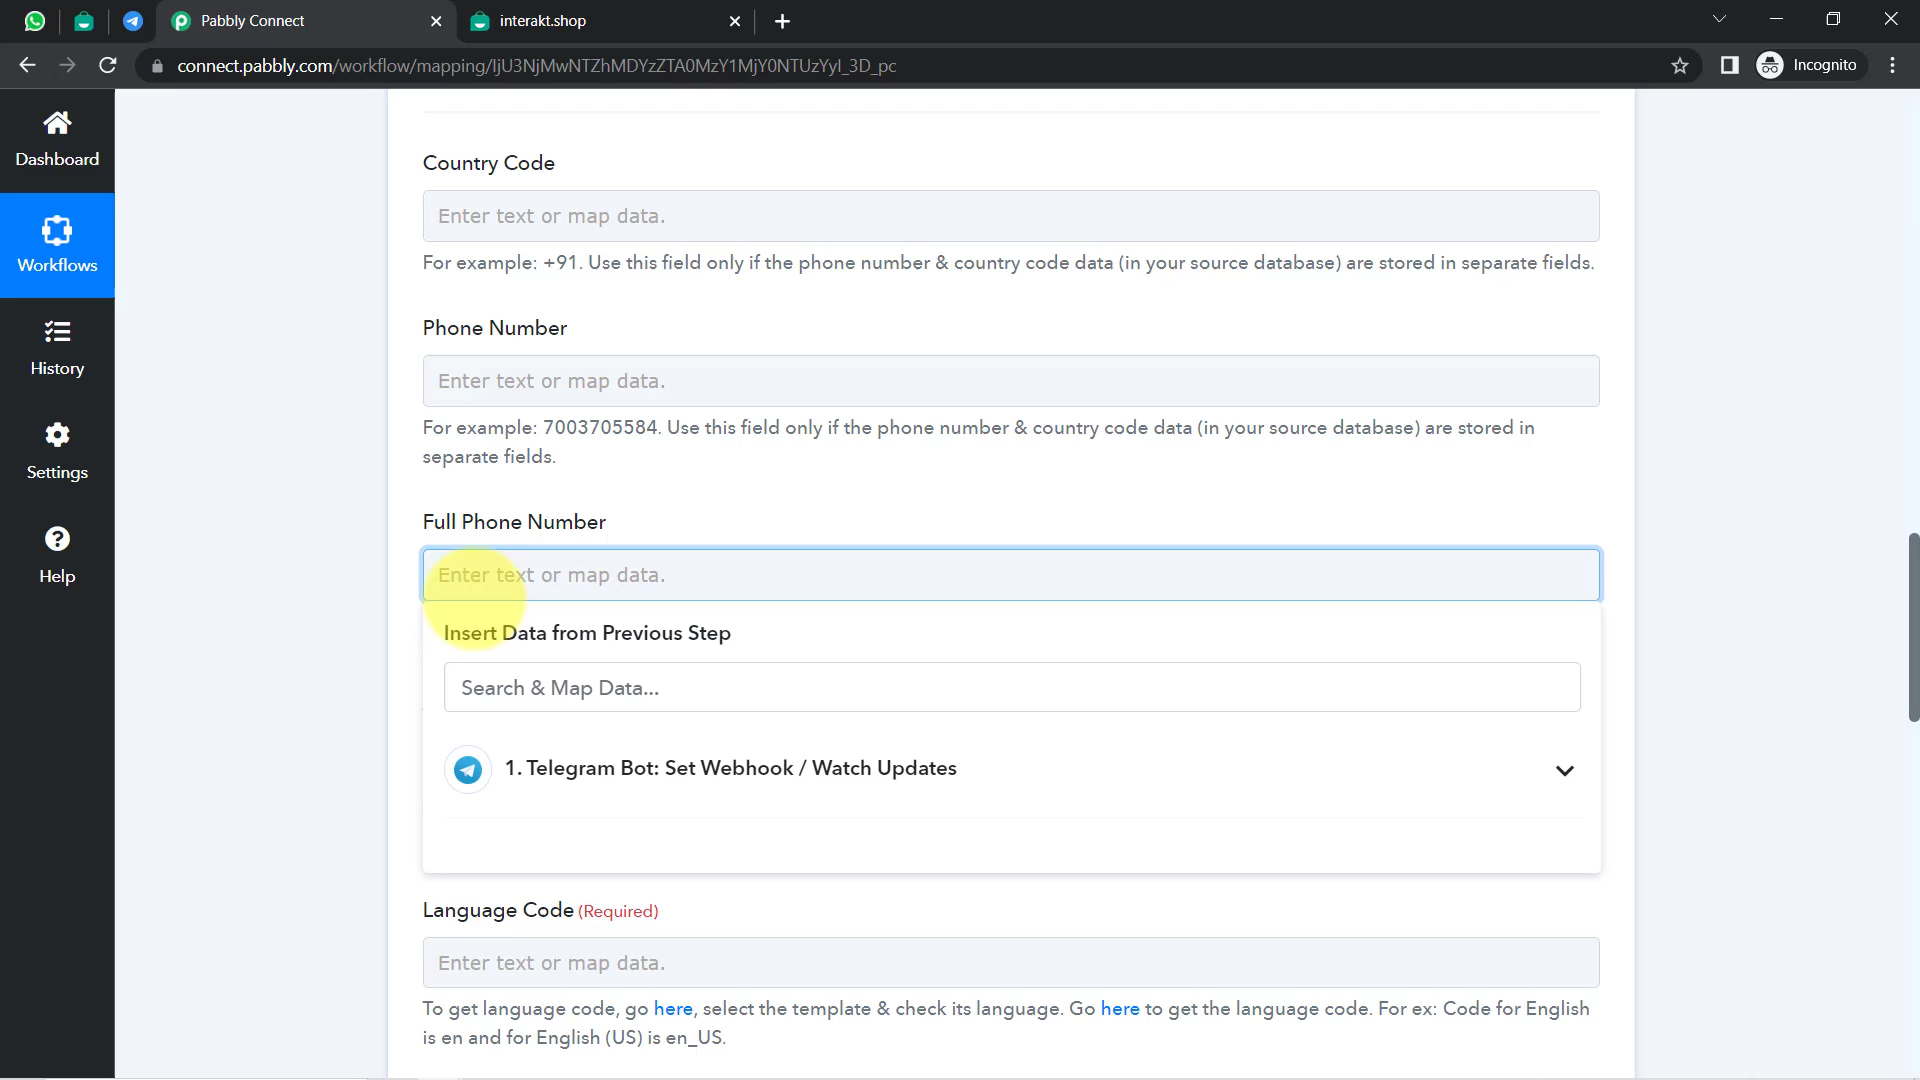 Pabbly Connect
interakt.shop
connect.pabbly.com/workflow/mapping/IjU3NjMwNTZhMDYzZTA0MzY1MjY0NTUzYyI_3D_pc
Incognito
Dashboard
Workflows
History
Settings
Help
Country Code
Enter text or map data.
For example: +91. Use this field only if the phone number & country code data (in your source database) are stored in separate fields.
Phone Number
Enter text or map data.
For example: 7003705584. Use this field only if the phone number & country code data (in your source database) are stored in
separate fields.
Full Phone Number
Enter text or map data.
Insert Data from Previous Step
Search & Map Data...
1. Telegram Bot: Set Webhook / Watch Updates
Language Code (Required)
Enter text or map data.
To get language code, go here, select the template & check its language. Go here to get the language code. For ex: Code for English
is en and for English (US) is en_US.